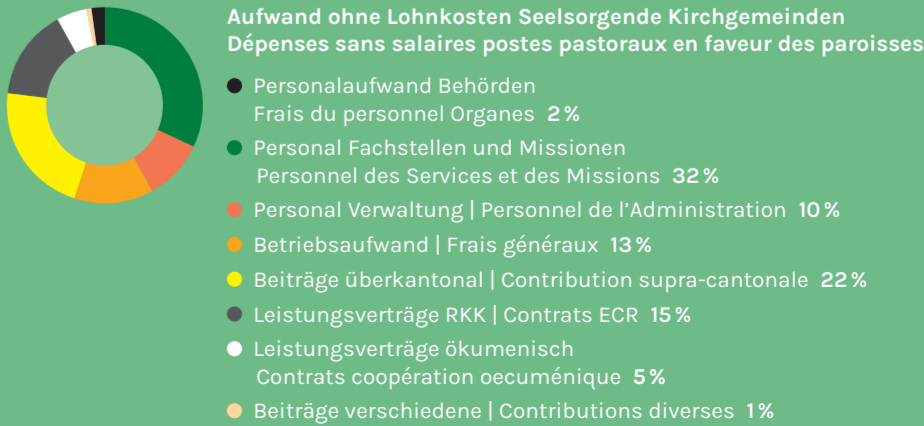 Aufwand ohne Lohnkosten Seelsorgende Kirchgemeinden
Dépenses sans salaires postes pastoraux en faveur des paroisses
Personalaufwand Behörden
Frais du personnel Organes 2%
Personal Fachstellen und Missionen
Personnel des Services et des Missions 32%
Personal Verwaltung | Personnel de l’Administration 10%
Betriebsaufwand | Frais généraux 13%
Beiträge überkantonal | Contribution supra-cantonale 22%
Leistungsverträge RKK | Contrats ECR 15%
Leistungsverträge ökumenisch
Contrats coopération oecuménique 5%
Beiträge verschiedene | Contributions diverses 1%